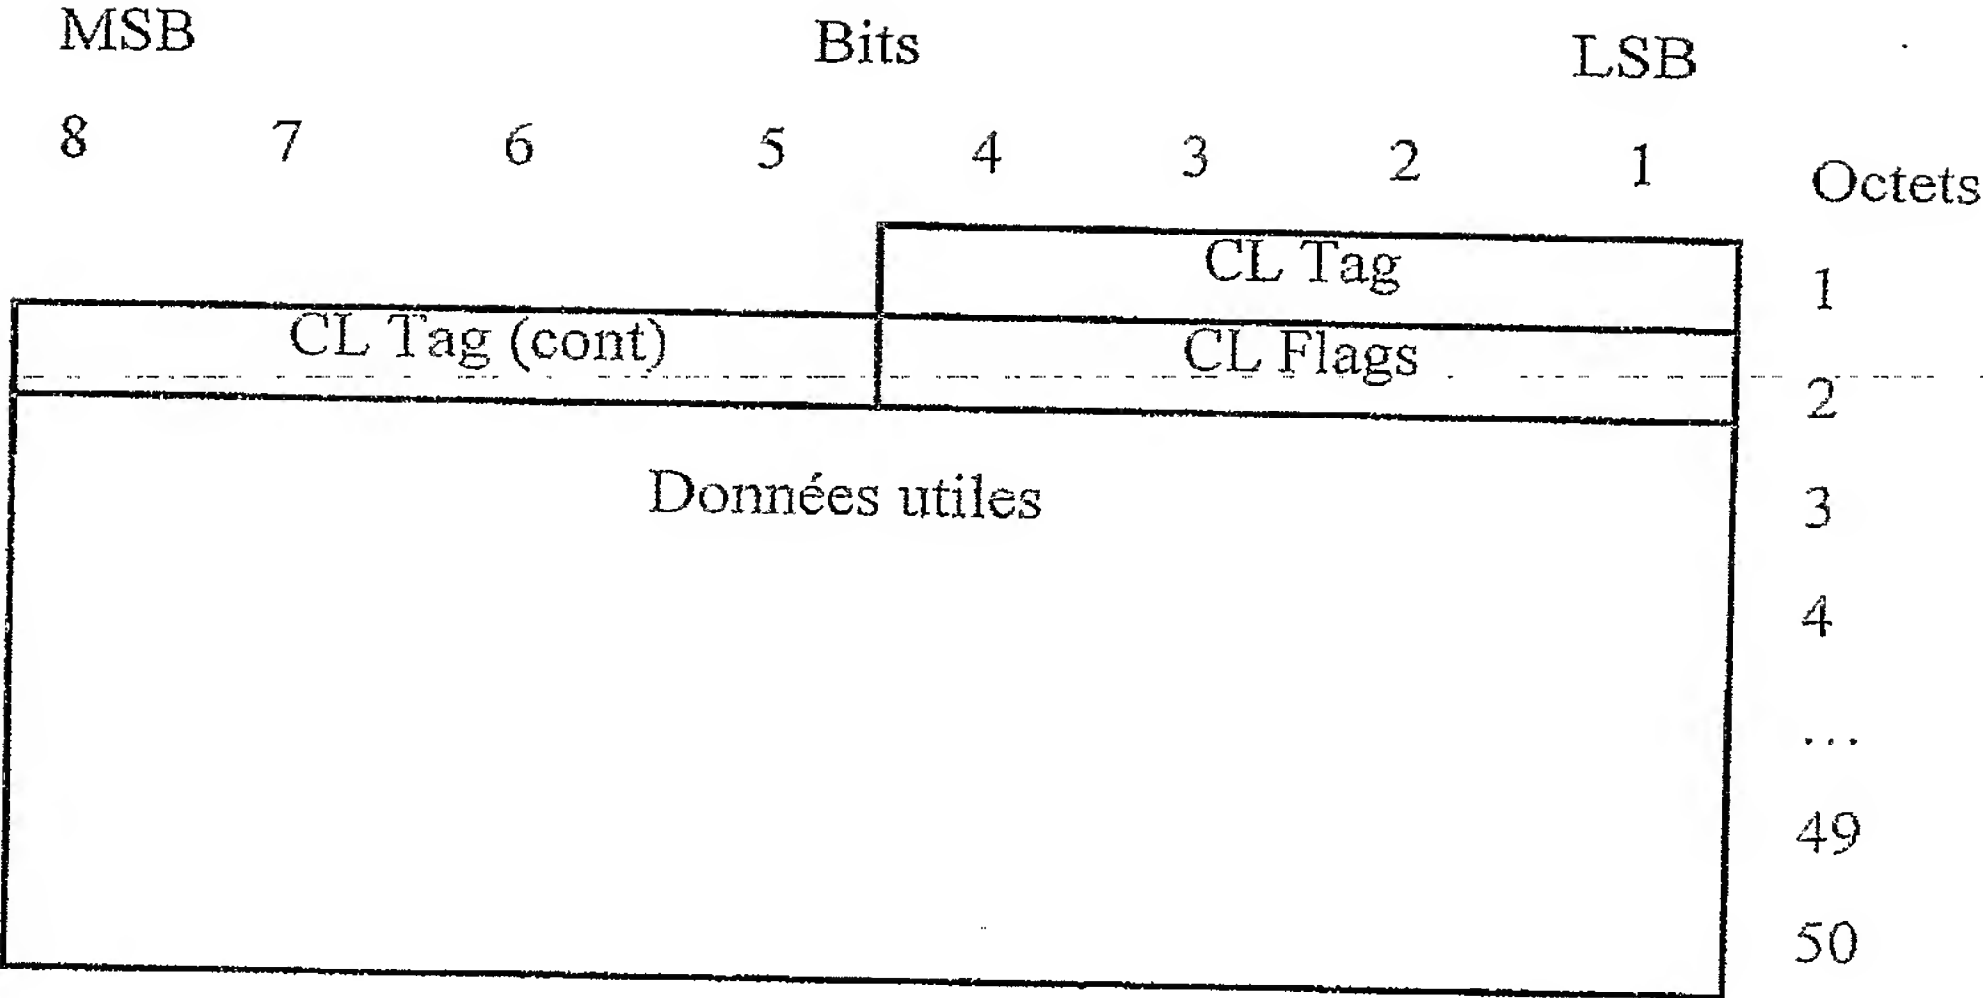 MSB Bits LSB
8 7 6 5 4 3 2 1 Octets
CL Tag 1
CL Tag (cont) CL Flags 2
Données utiles 3
4
...
49
50